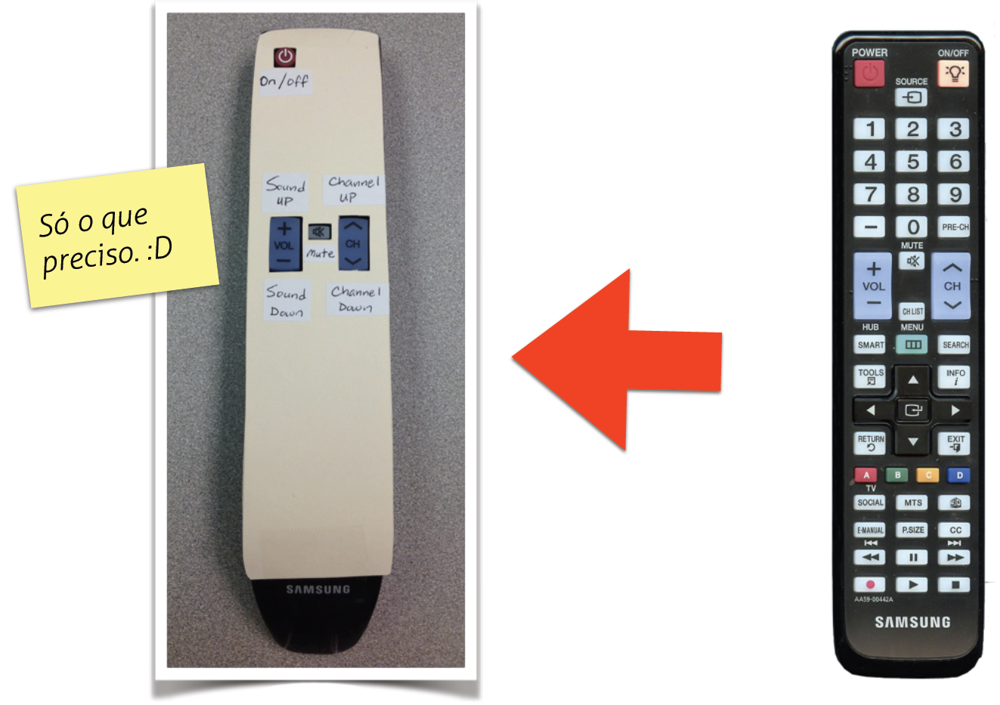 On/off
Sound
UP
Channel
UP
+
VOL
−
CH
Mute
Sound
Down
Channel
Down
SAMSUNG
Só o que
preciso. :D
POWER
ON/OFF
SOURCE
1 2 3
4 5 6
7 8 9
− 0 PRE-CH
MUTE
+
VOL
−
CH
CH LIST
HUB MENU
SMART SEARCH
TOOLS INFO
i
RETURN EXIT
A B C D
TV
SOCIAL MTS
E-MANUAL P.SIZE CC
AA59-00442A
SAMSUNG